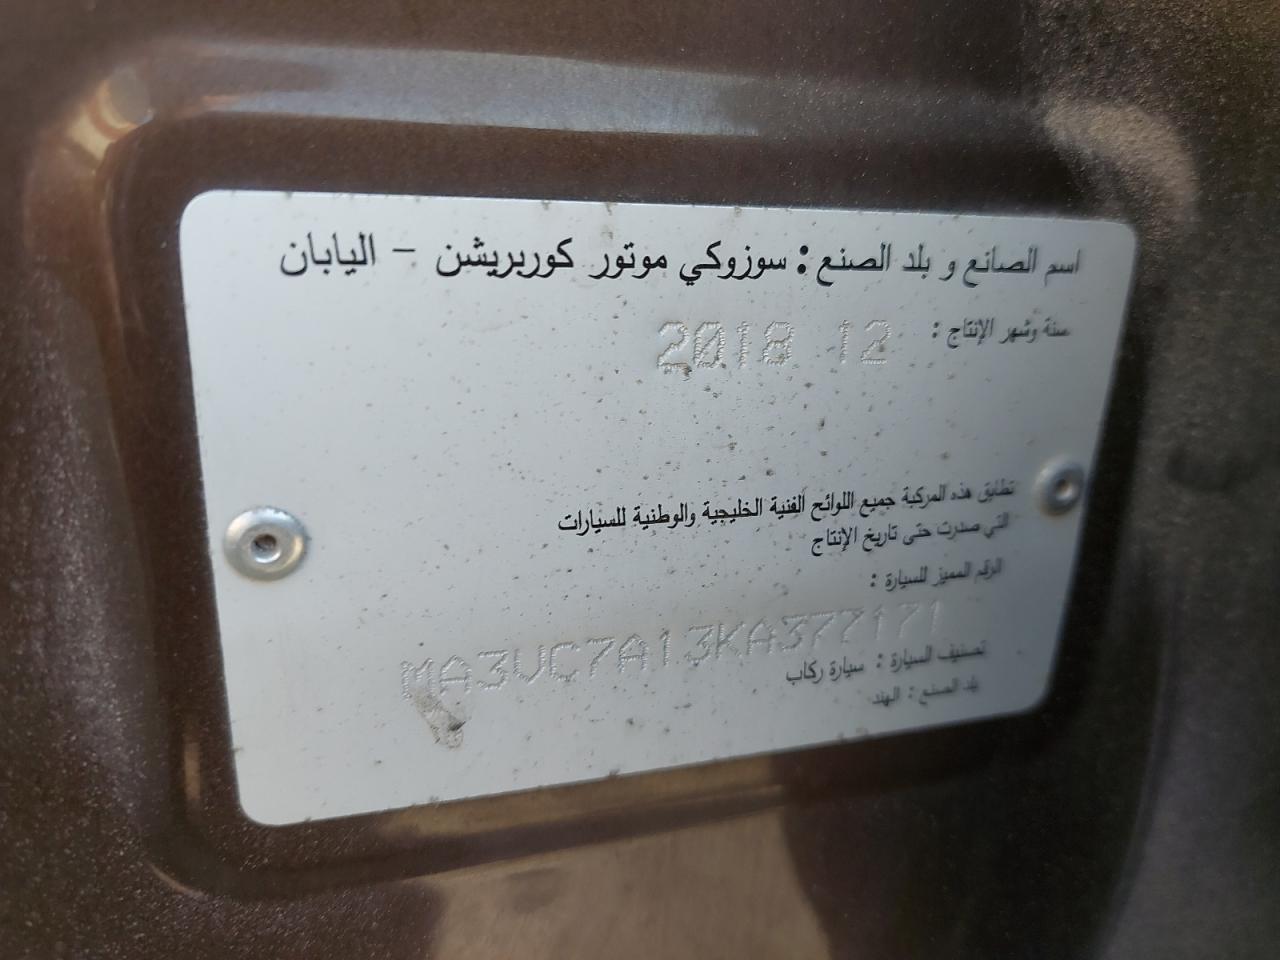 اسم الصانع و بلد الصنع : سوزوكي موتور كوربريشن – اليابان
سنة وشهر الإنتاج : 2018 12
تطابق هذه المركبة جميع اللوائح الفنية الخليجية والوطنية للسيارات
التي صدرت حتى تاريخ الإنتاج
الرقم المميز للسيارة :
MA3VC7A13KA377171
تصنيف السيارة : سيارة ركاب
بلد الصنع : الهند